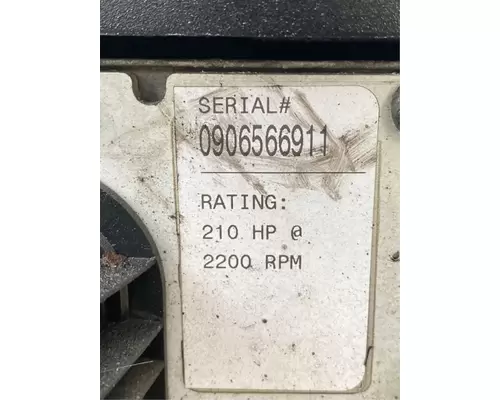 SERIAL#
0906566911
RATING:
210 HP @
2200 RPM